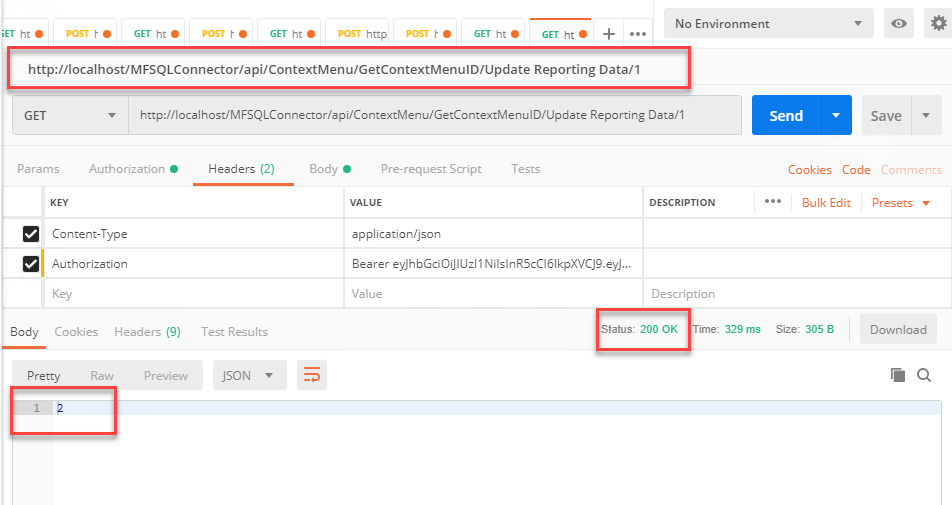 No Environment
GET ht POST h GET ht POST h GET ht POST http POST h GET ht GET ht + •••
http://localhost/MFSQLConnector/api/ContextMenu/GetContextMenuID/Update Reporting Data/1
GET http://localhost/MFSQLConnector/api/ContextMenu/GetContextMenuID/Update Reporting Data/1 Send Save
Params Authorization Headers (2) Body Pre-request Script Tests Cookies Code Comments
KEY VALUE DESCRIPTION ••• Bulk Edit Presets
Content-Type application/json
Authorization Bearer eyJhbGciOiJIUzI1NiIsInR5cCI6IkpXVCJ9.eyJ...
Key Value Description
Body Cookies Headers (9) Test Results Status: 200 OK Time: 329 ms Size: 305 B Download
Pretty Raw Preview JSON
1 2